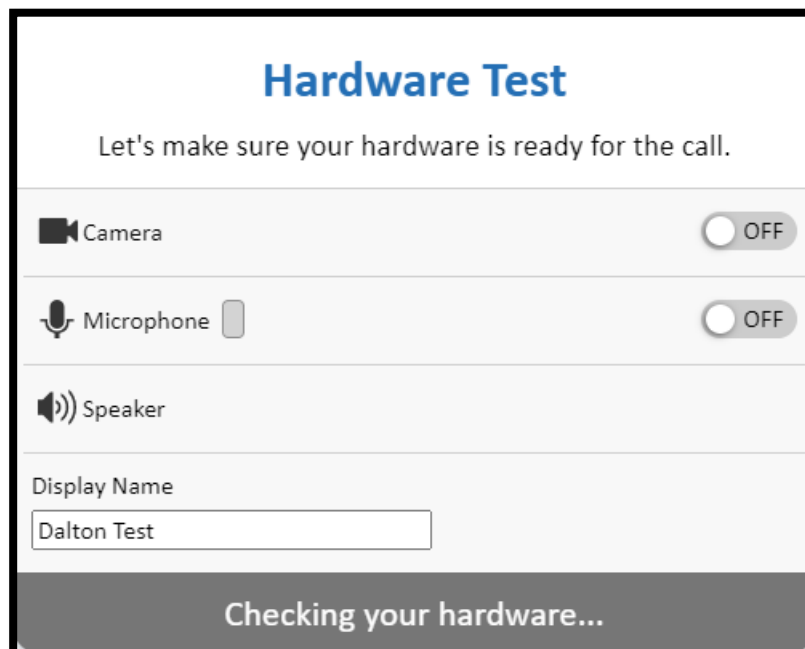 Hardware Test
Let's make sure your hardware is ready for the call.
Camera OFF
Microphone OFF
Speaker
Display Name
Dalton Test
Checking your hardware...